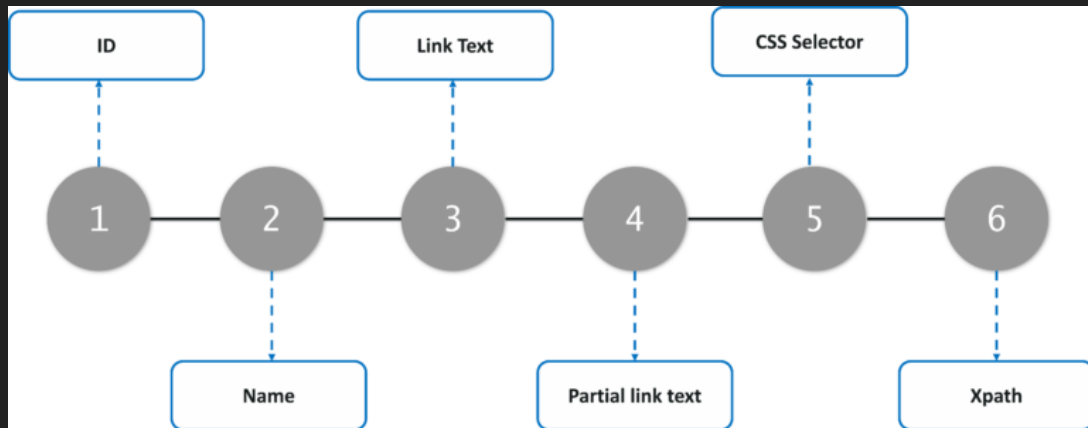 ID
Link Text
CSS Selector
1
2
3
4
5
6
Name
Partial link text
Xpath